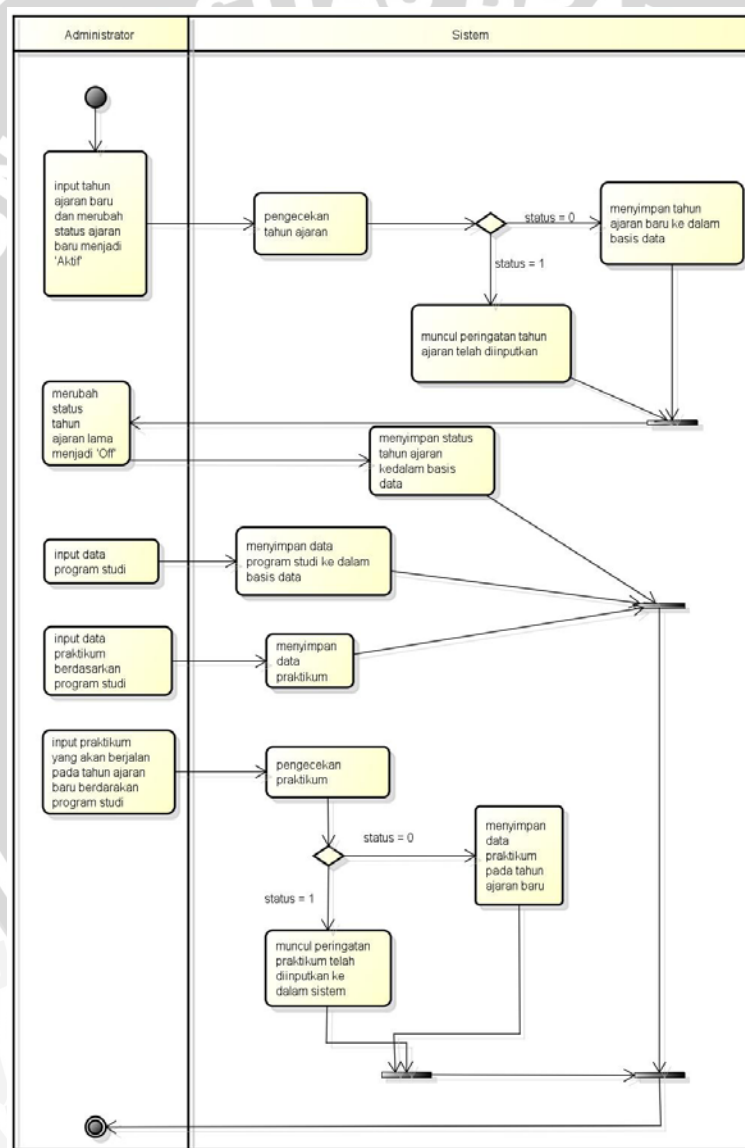 Administrator
Sistem
input tahun
ajaran baru
dan merubah
status ajaran
baru menjadi
'Aktif'
pengecekan
tahun ajaran
status = 0
menyimpan tahun
ajaran baru ke dalam
basis data
status = 1
muncul peringatan tahun
ajaran telah diinputkan
merubah
status
tahun
ajaran lama
menjadi 'Off'
menyimpan status
tahun ajaran
kedalam basis
data
input data
program studi
menyimpan data
program studi ke dalam
basis data
input data
praktikum
berdasarkan
program studi
menyimpan
data
praktikum
input praktikum
yang akan berjalan
pada tahun ajaran
baru berdarakan
program studi
pengecekan
praktikum
status = 0
menyimpan
data
praktikum
pada tahun
ajaran baru
status = 1
muncul peringatan
praktikum telah
diinputkan ke
dalam sistem